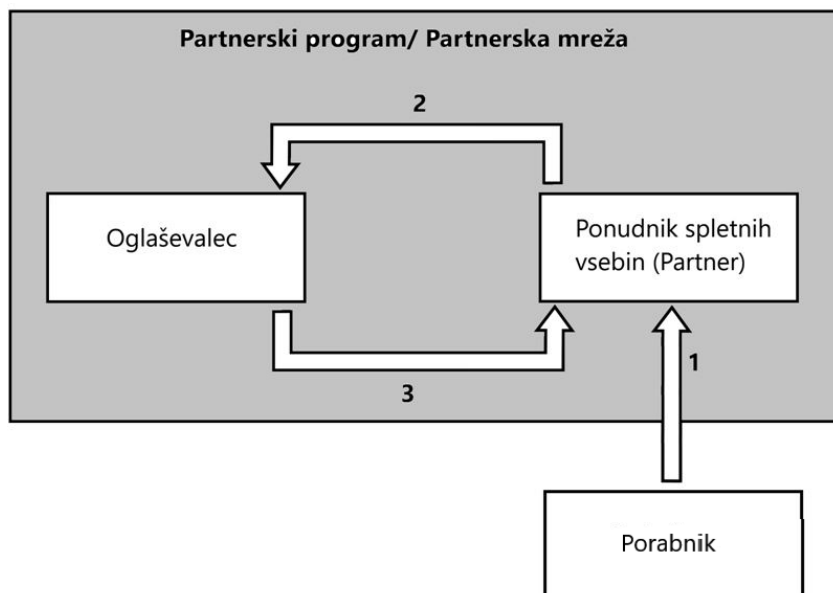 Partnerski program/ Partnerska mreža
2
Oglaševalec
Ponudnik spletnih
vsebin (Partner)
3
1
Porabnik